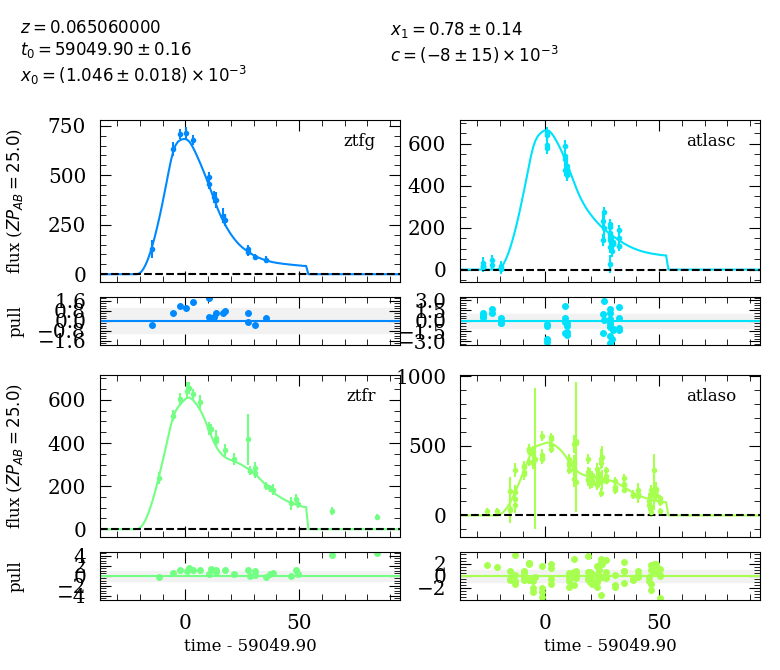 z = 0.065060000
t₀ = 59049.90 ± 0.16
x₀ = (1.046 ± 0.018) × 10⁻³
x₁ = 0.78 ± 0.14
c = (−8 ± 15) × 10⁻³
750
500
250
0
flux (ZP_AB = 25.0)
ztfg
600
400
200
0
atlasc
1.6
0.8
0.0
−0.8
−1.6
pull
3.0
1.5
0.0
−1.5
−3.0
600
400
200
0
flux (ZP_AB = 25.0)
ztfr
1000
500
0
atlaso
4
2
0
−2
−4
pull
2
0
−2
0
50
time - 59049.90
0
50
time - 59049.90